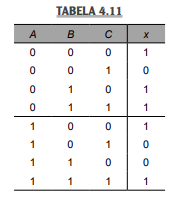 TABELA 4.11
A B C x
0 0 0 1
0 0 1 0
0 1 0 1
0 1 1 1
1 0 0 1
1 0 1 0
1 1 0 0
1 1 1 1